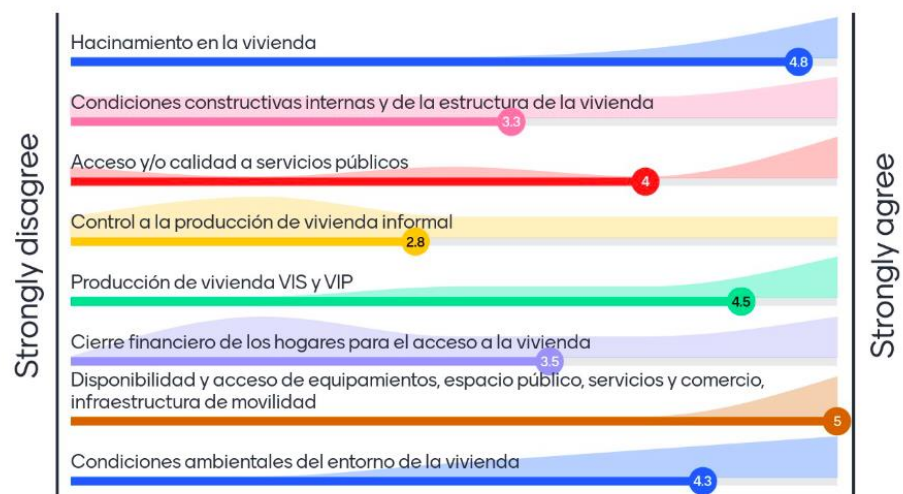 Strongly disagree
Hacinamiento en la vivienda
4.8
Condiciones constructivas internas y de la estructura de la vivienda
3.3
Acceso y/o calidad a servicios públicos
4
Control a la producción de vivienda informal
2.8
Producción de vivienda VIS y VIP
4.5
Cierre financiero de los hogares para el acceso a la vivienda
3.5
Disponibilidad y acceso de equipamientos, espacio público, servicios y comercio,
infraestructura de movilidad
5
Condiciones ambientales del entorno de la vivienda
4.3
Strongly agree